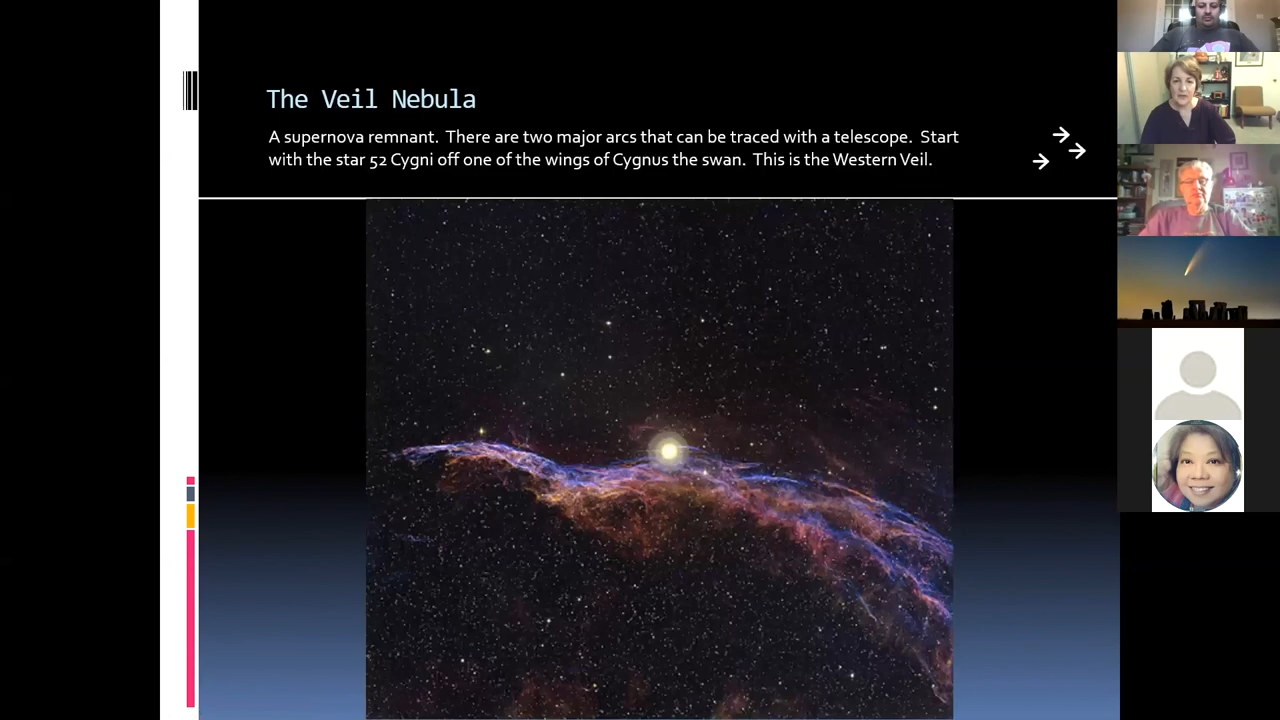 The Veil Nebula
A supernova remnant.  There are two major arcs that can be traced with a telescope.  Start
with the star 52 Cygni off one of the wings of Cygnus the swan.  This is the Western Veil.